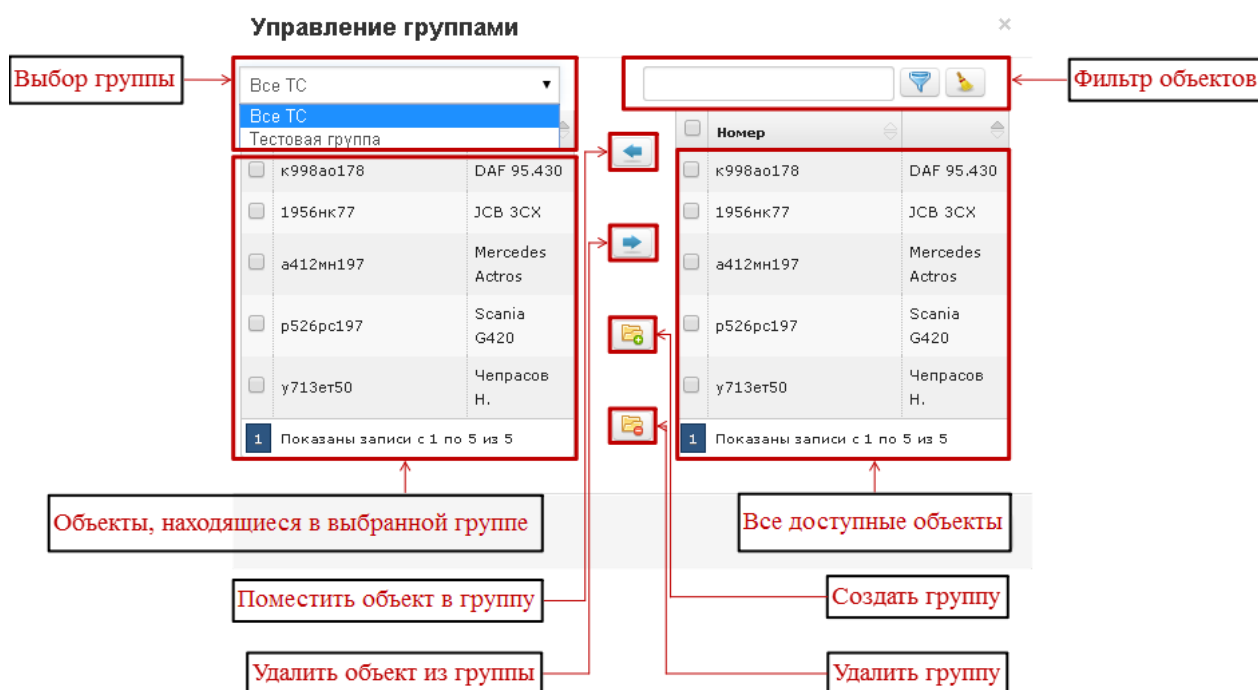 Управление группами
×
Выбор группы
Все ТС
Фильтр объектов
Все ТС
Тестовая группа
Номер
к998ао178 DAF 95.430
к998ао178 DAF 95.430
1956нк77 JCB 3CX
1956нк77 JCB 3CX
а412мн197 Mercedes
Actros
а412мн197 Mercedes
Actros
р526рс197 Scania
G420
р526рс197 Scania
G420
у713ет50 Чепрасов
Н.
у713ет50 Чепрасов
Н.
1 Показаны записи с 1 по 5 из 5
1 Показаны записи с 1 по 5 из 5
Объекты, находящиеся в выбранной группе
Все доступные объекты
Поместить объект в группу
Создать группу
Удалить объект из группы
Удалить группу